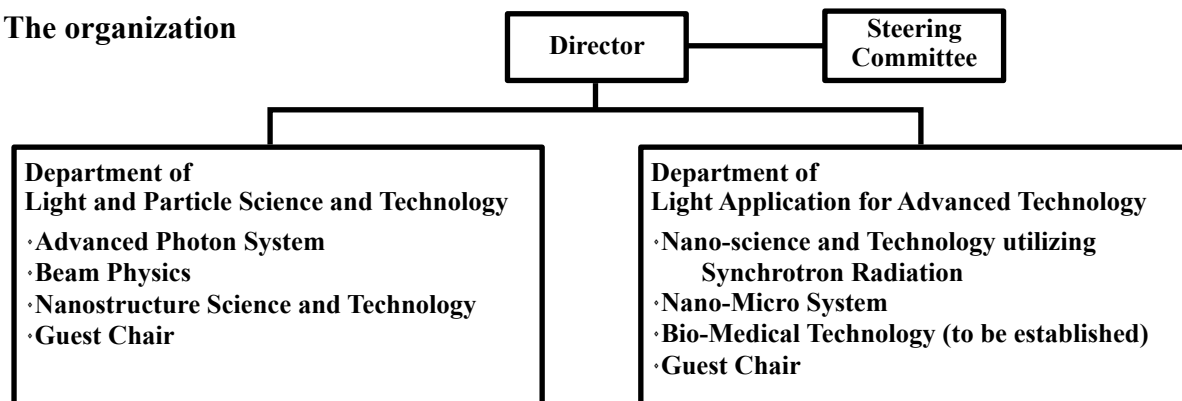 The organization
Director
Steering
Committee
Department of
Light and Particle Science and Technology
·Advanced Photon System
·Beam Physics
·Nanostructure Science and Technology
·Guest Chair
Department of
Light Application for Advanced Technology
·Nano-science and Technology utilizing
Synchrotron Radiation
·Nano-Micro System
·Bio-Medical Technology (to be established)
·Guest Chair